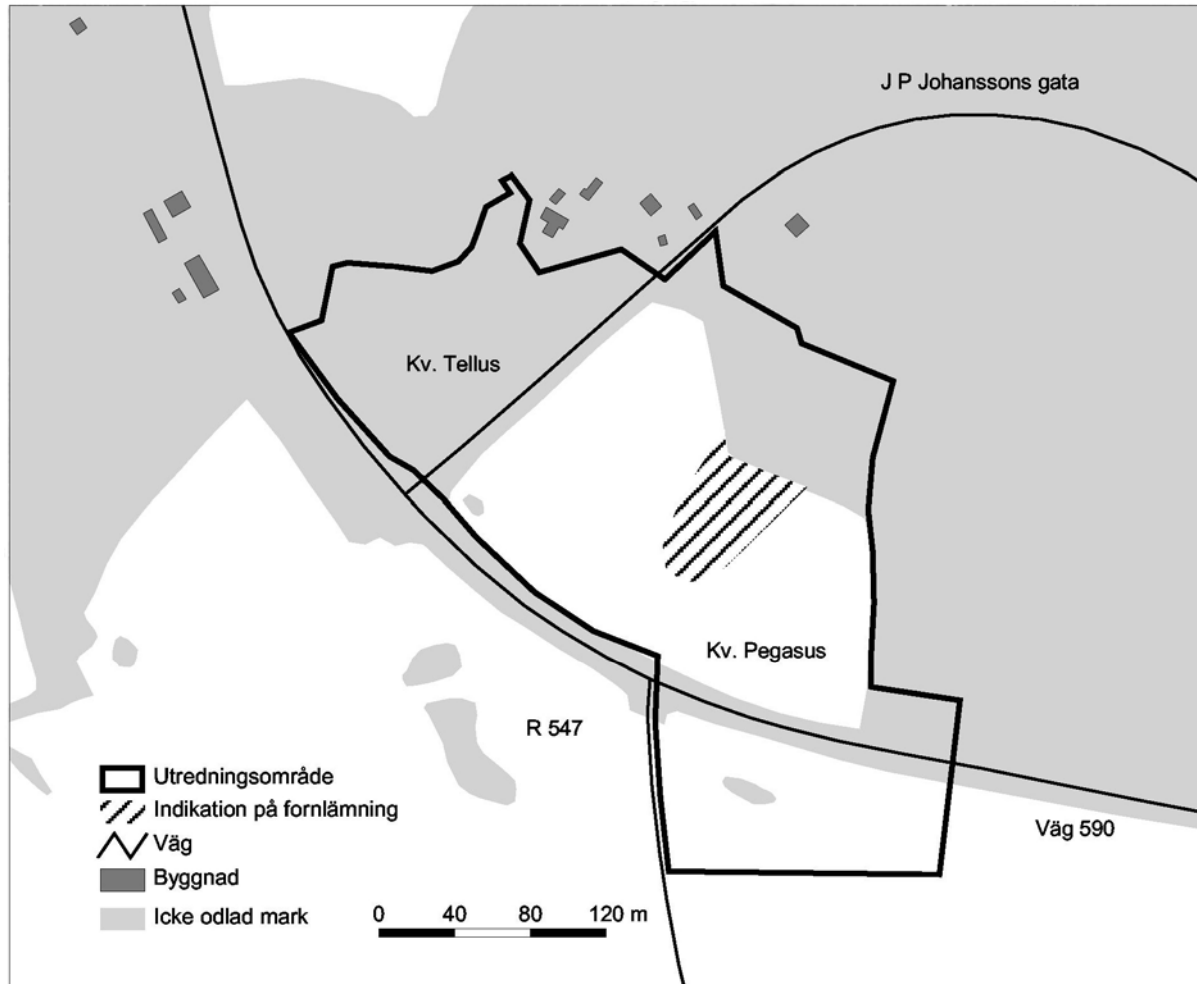 J P Johanssons gata
Kv. Tellus
Kv. Pegasus
R 547
Väg 590
Utredningsområde
Indikation på fornlämning
Väg
Byggnad
Icke odlad mark
0 40 80 120 m